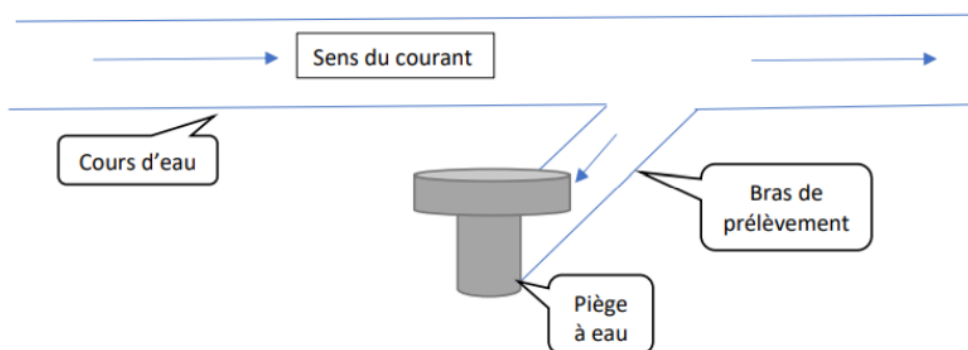 Sens du courant
Cours d'eau
Bras de
prélèvement
Piège
à eau